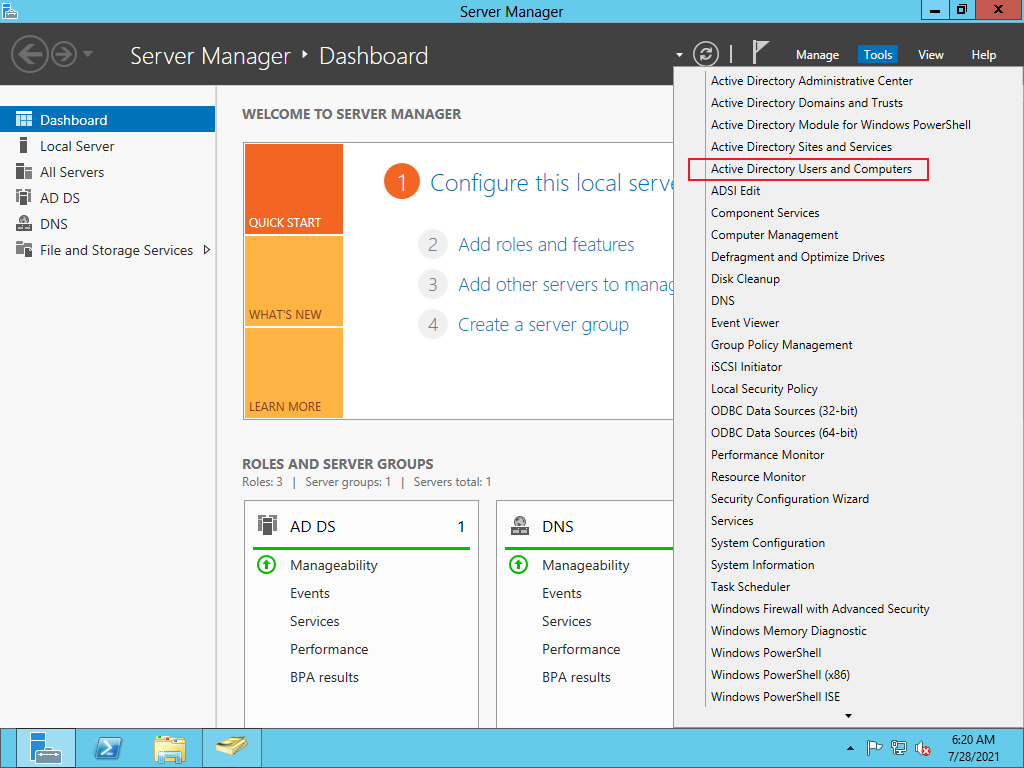 Server Manager
Server Manager ‣ Dashboard
Manage Tools View Help
Dashboard
Local Server
All Servers
AD DS
DNS
File and Storage Services
WELCOME TO SERVER MANAGER
QUICK START
WHAT'S NEW
LEARN MORE
1 Configure this local serve
2 Add roles and features
3 Add other servers to manag
4 Create a server group
ROLES AND SERVER GROUPS
Roles: 3 | Server groups: 1 | Servers total: 1
AD DS 1
Manageability
Events
Services
Performance
BPA results
DNS
Manageability
Events
Services
Performance
BPA results
Active Directory Administrative Center
Active Directory Domains and Trusts
Active Directory Module for Windows PowerShell
Active Directory Sites and Services
Active Directory Users and Computers
ADSI Edit
Component Services
Computer Management
Defragment and Optimize Drives
Disk Cleanup
DNS
Event Viewer
Group Policy Management
iSCSI Initiator
Local Security Policy
ODBC Data Sources (32-bit)
ODBC Data Sources (64-bit)
Performance Monitor
Resource Monitor
Security Configuration Wizard
Services
System Configuration
System Information
Task Scheduler
Windows Firewall with Advanced Security
Windows Memory Diagnostic
Windows PowerShell
Windows PowerShell (x86)
Windows PowerShell ISE
6:20 AM
7/28/2021